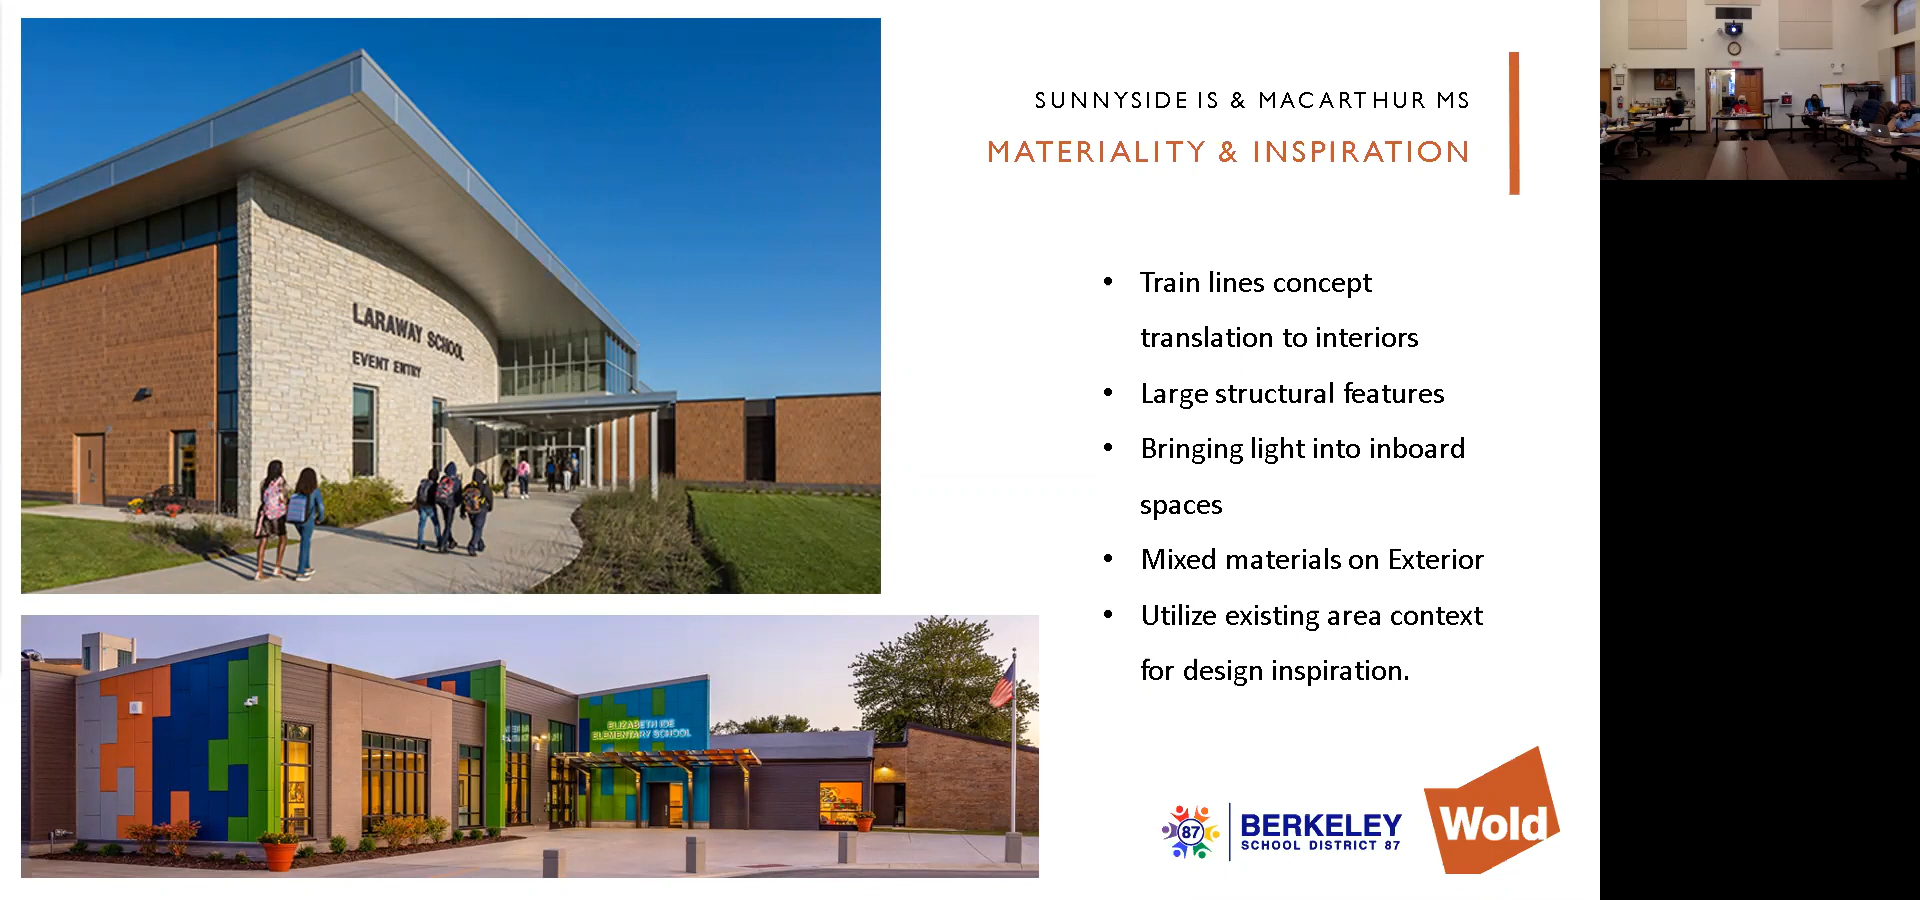 SUNNYSIDE IS & MACARTHUR MS
MATERIALITY & INSPIRATION
LARAWAY SCHOOL
EVENT ENTRY
• Train lines concept
translation to interiors
• Large structural features
• Bringing light into inboard
spaces
• Mixed materials on Exterior
• Utilize existing area context
for design inspiration.
ELIZABETH IDE
ELEMENTARY SCHOOL
87
BERKELEY
SCHOOL DISTRICT 87
Wold